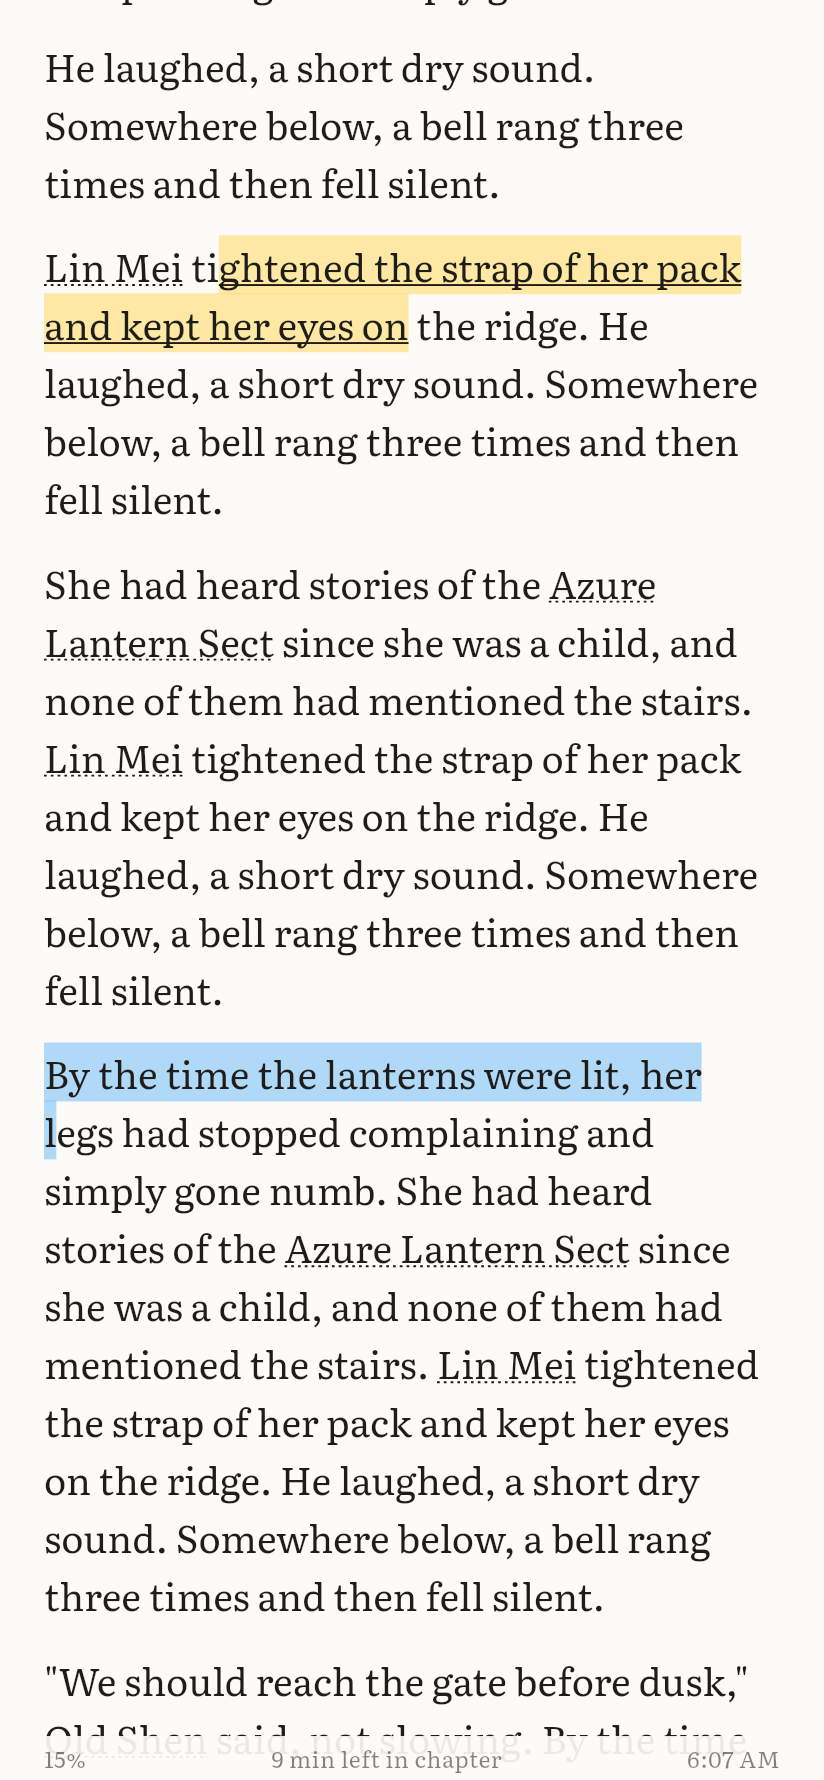 He laughed, a short dry sound.
Somewhere below, a bell rang three
times and then fell silent.
Lin Mei tightened the strap of her pack
and kept her eyes on the ridge. He
laughed, a short dry sound. Somewhere
below, a bell rang three times and then
fell silent.
She had heard stories of the Azure
Lantern Sect since she was a child, and
none of them had mentioned the stairs.
Lin Mei tightened the strap of her pack
and kept her eyes on the ridge. He
laughed, a short dry sound. Somewhere
below, a bell rang three times and then
fell silent.
By the time the lanterns were lit, her
legs had stopped complaining and
simply gone numb. She had heard
stories of the Azure Lantern Sect since
she was a child, and none of them had
mentioned the stairs. Lin Mei tightened
the strap of her pack and kept her eyes
on the ridge. He laughed, a short dry
sound. Somewhere below, a bell rang
three times and then fell silent.
"We should reach the gate before dusk,"
Old Shen said, not slowing. By the time
15% 9 min left in chapter 6:07 AM